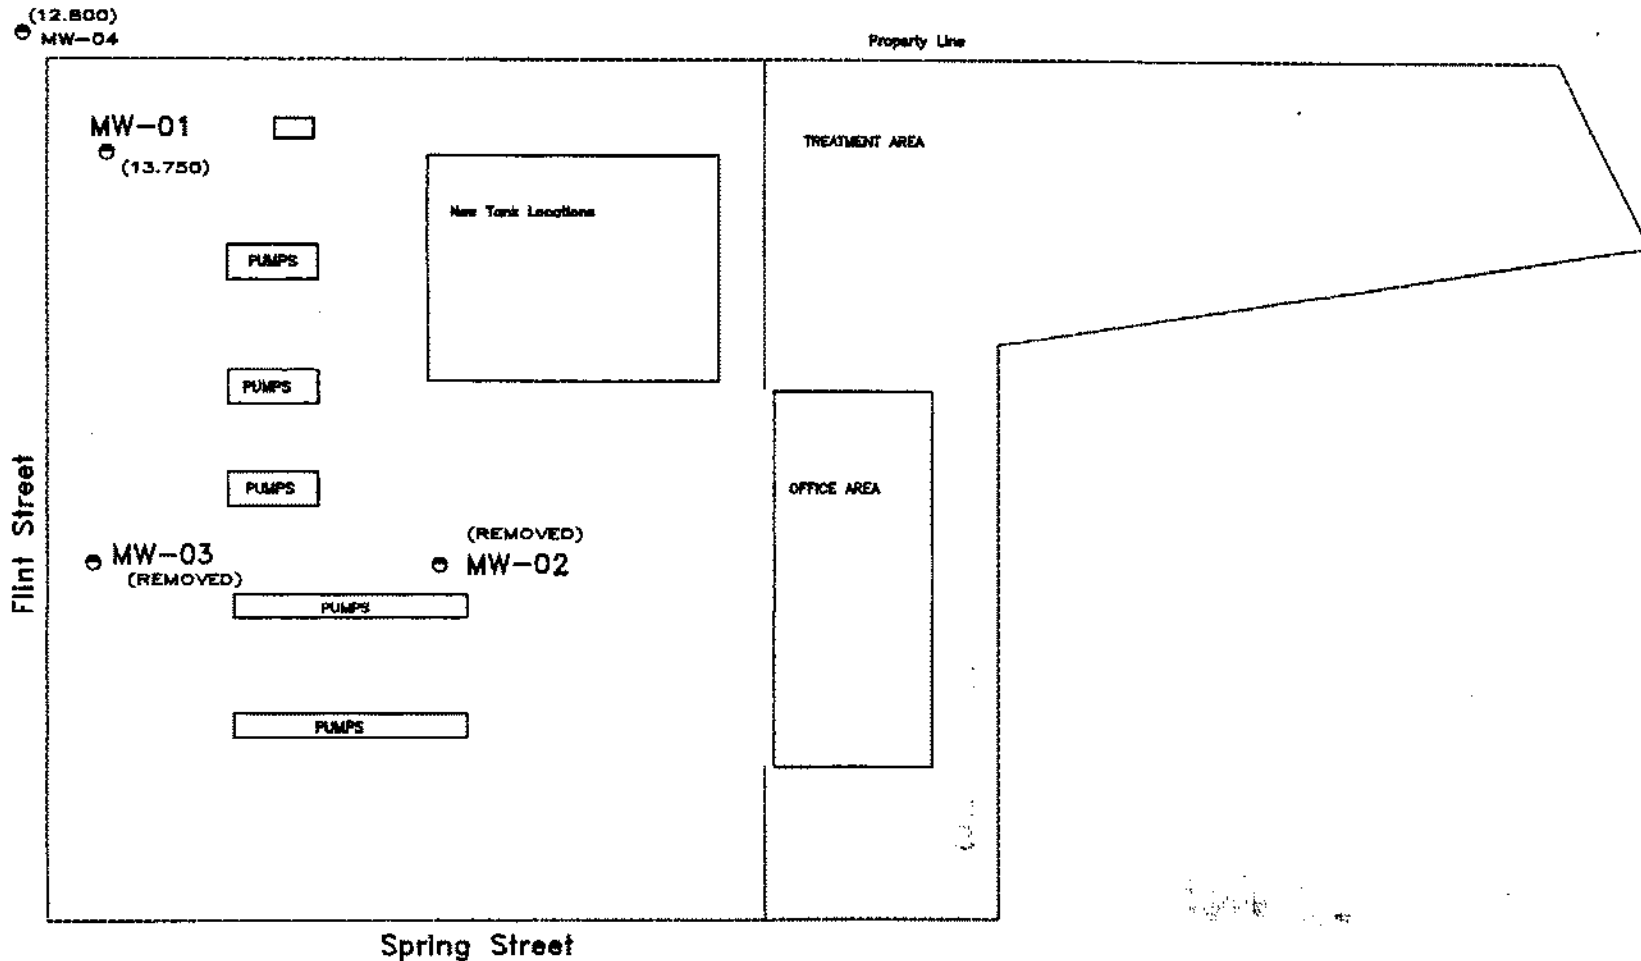 (12.800)
MW-04
Property Line
MW-01
(13.750)
TREATMENT AREA
New Tank Locations
PUMPS
PUMPS
PUMPS
OFFICE AREA
Flint Street
(REMOVED)
MW-03
MW-02
(REMOVED)
PUMPS
PUMPS
Spring Street